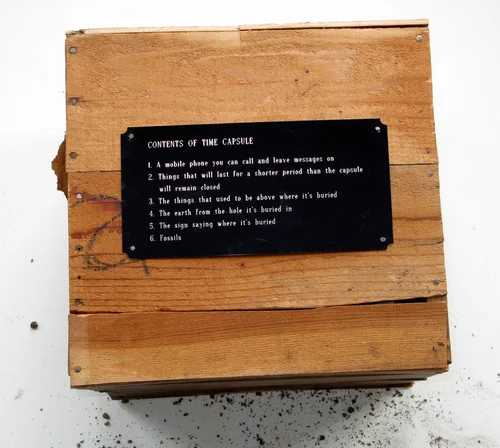 CONTENTS OF TIME CAPSULE
1. A mobile phone you can call and leave messages on
2. Things that will last for a shorter period than the capsule
will remain closed
3. The things that used to be above where it's buried
4. The earth from the hole it's buried in
5. The sign saying where it's buried
6. Fossils